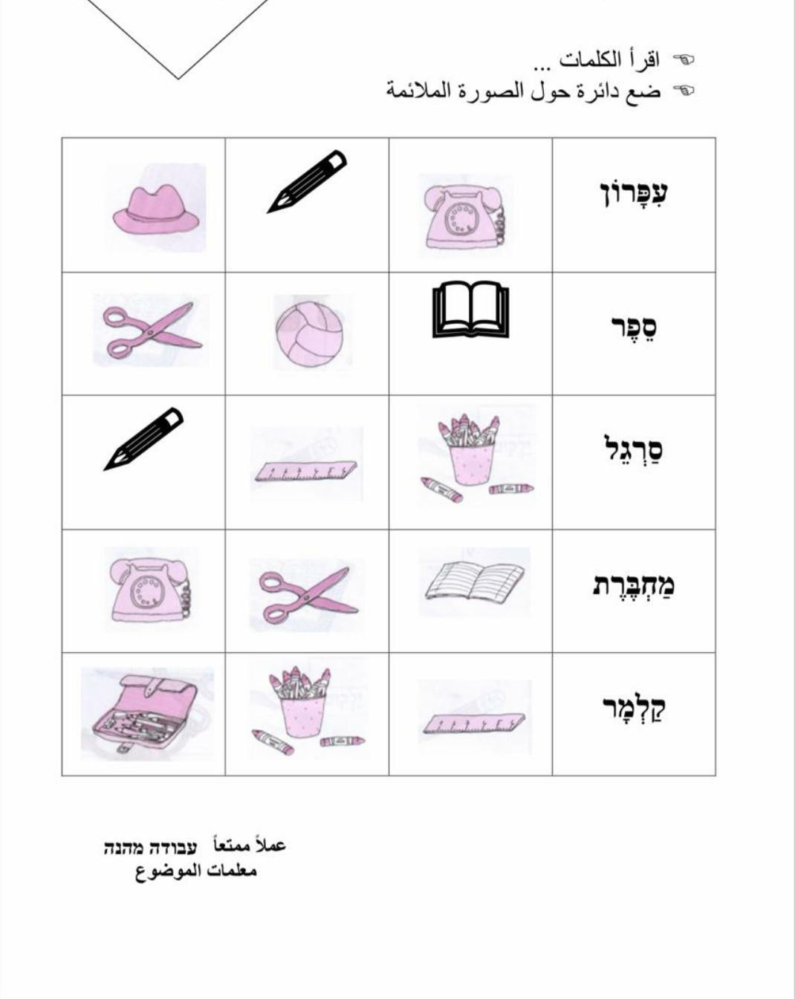 اقرأ الكلمات ...
ضع دائرة حول الصورة الملائمة
עִפָּרוֹן
סֵפֶר
סַרְגֵל
מַחְבֶּרֶת
קַלְמָר
عملاً ممتعاً עבודה מהנה
معلمات الموضوع